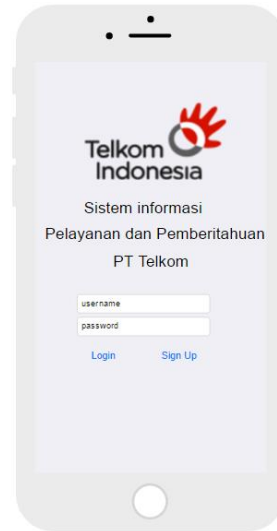 Telkom
Indonesia
Sistem informasi
Pelayanan dan Pemberitahuan
PT Telkom
username
password
Login Sign Up